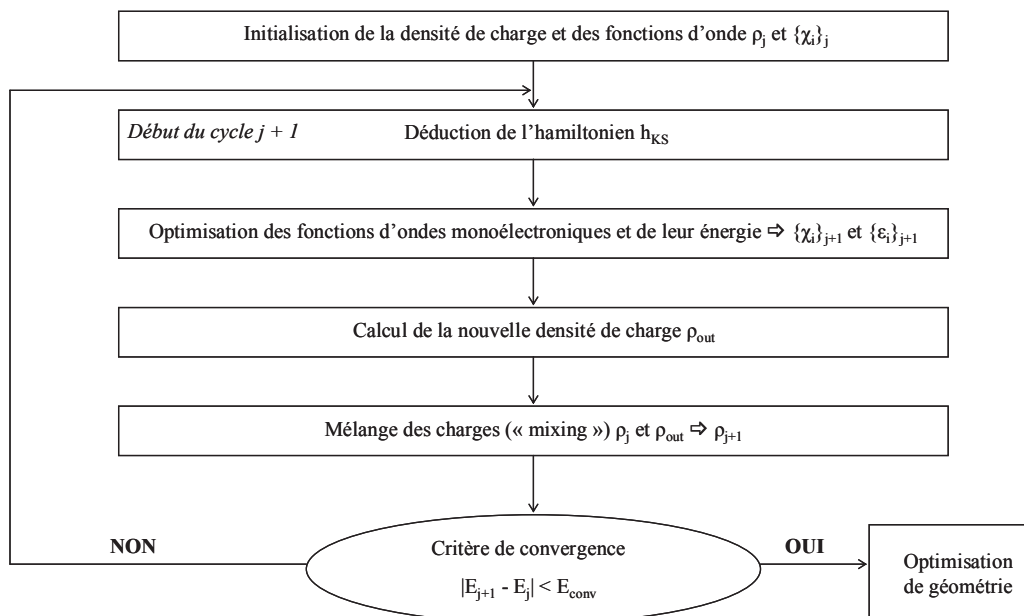 Initialisation de la densité de charge et des fonctions d'onde ρj et {χi}j
Début du cycle j + 1 Déduction de l'hamiltonien hKS
Optimisation des fonctions d'ondes monoélectroniques et de leur énergie ⇨ {χi}j+1 et {εi}j+1
Calcul de la nouvelle densité de charge ρout
Mélange des charges (« mixing ») ρj et ρout ⇨ ρj+1
NON
Critère de convergence
|Ej+1 - Ej| < Econv
OUI
Optimisation
de géométrie